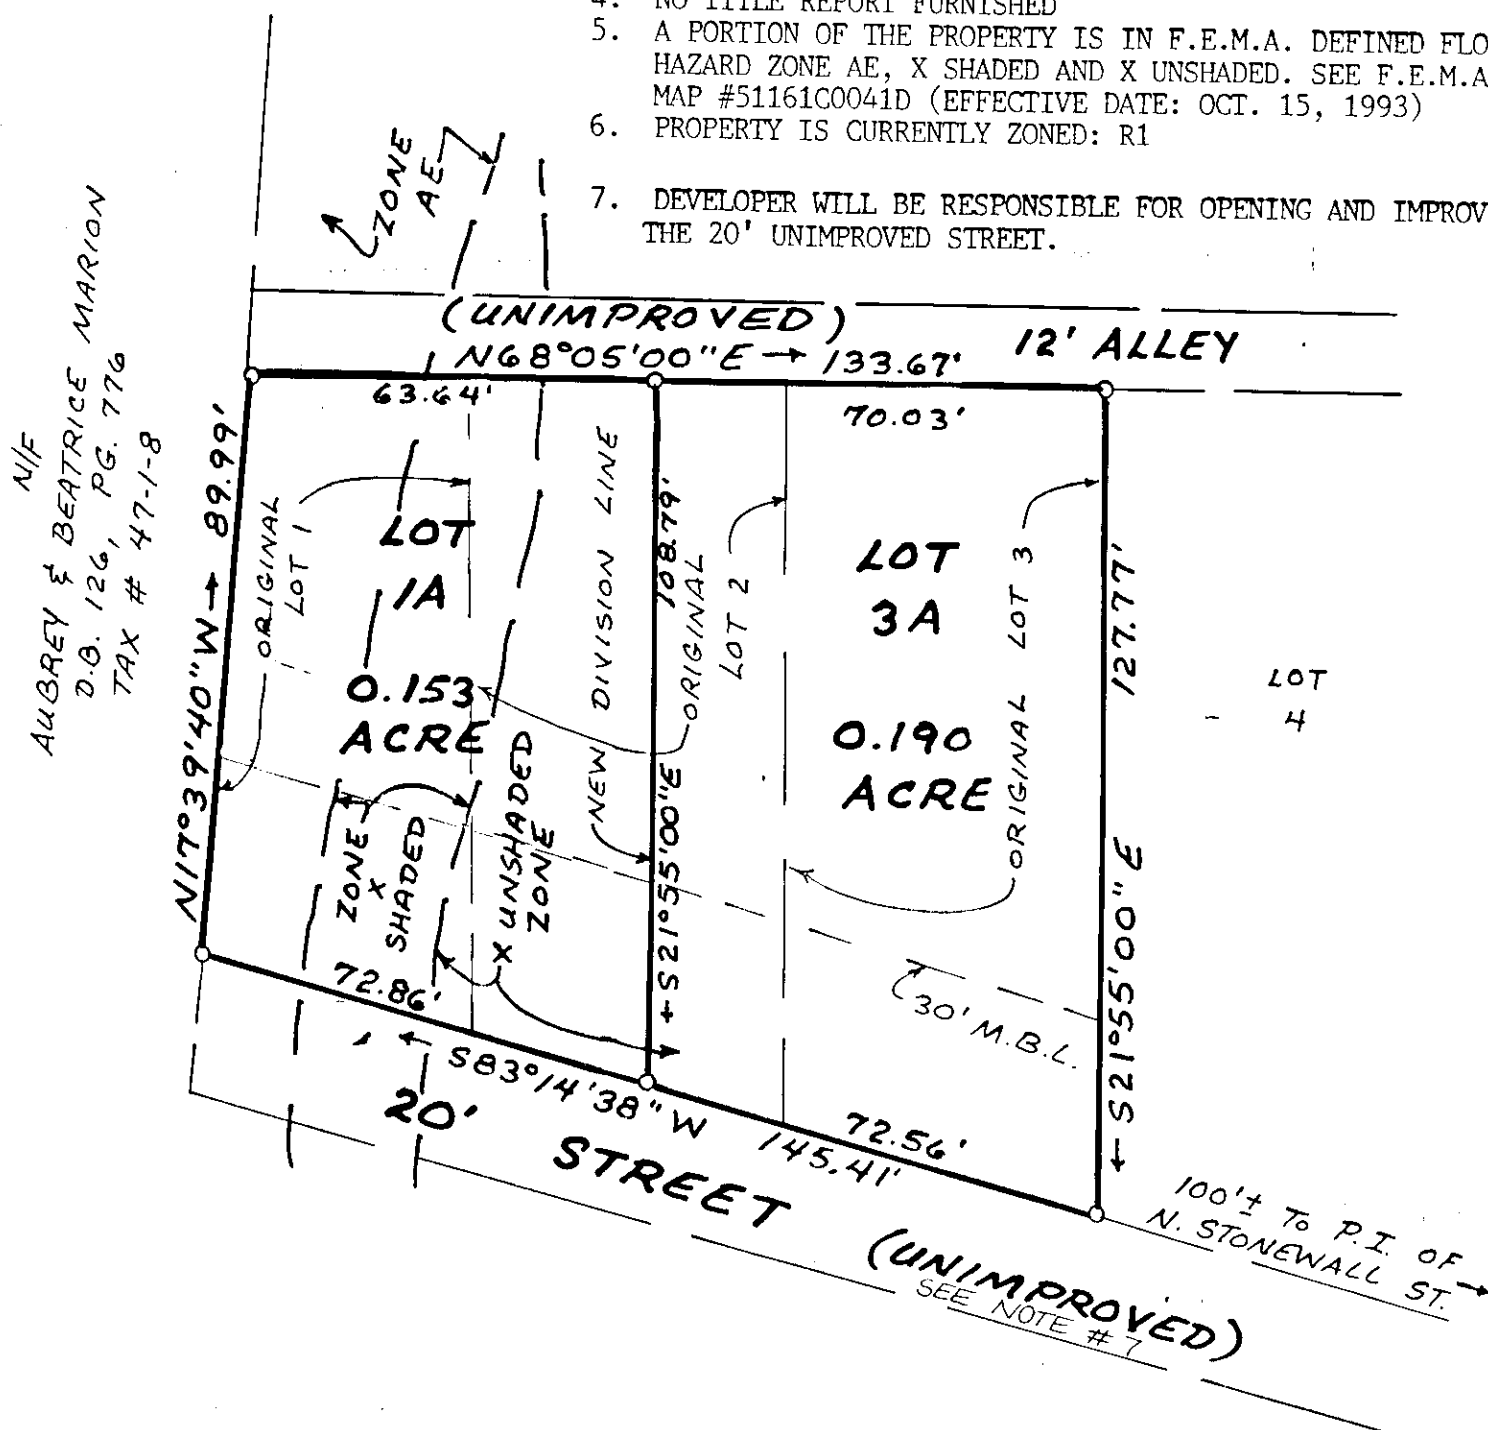 4. NO TITLE REPORT FURNISHED
5. A PORTION OF THE PROPERTY IS IN F.E.M.A. DEFINED FLO
HAZARD ZONE AE, X SHADED AND X UNSHADED. SEE F.E.M.A
MAP #51161C0041D (EFFECTIVE DATE: OCT. 15, 1993)
6. PROPERTY IS CURRENTLY ZONED: R1
7. DEVELOPER WILL BE RESPONSIBLE FOR OPENING AND IMPROV
THE 20' UNIMPROVED STREET.
ZONE
AE
N/F
AUBREY & BEATRICE MARION
D.B. 126, PG. 776
TAX # 47-1-8
(UNIMPROVED)
12' ALLEY
N68°05'00"E → 133.67'
63.64'
70.03'
N17°39'40"W → 89.99'
ORIGINAL
LOT 1
LOT
1A
0.153
ACRE
NEW DIVISION LINE
108.79'
← S21°55'00"E
ORIGINAL
LOT 2
LOT
3A
0.190
ACRE
ORIGINAL LOT 3
127.77'
← S21°55'00"E
LOT
4
ZONE
X
SHADED
X UNSHADED
ZONE
72.86'
30' M.B.L.
← S83°14'38"W
145.41'
72.56'
20' STREET (UNIMPROVED)
SEE NOTE #7
100'± TO P.I. OF →
N. STONEWALL ST.